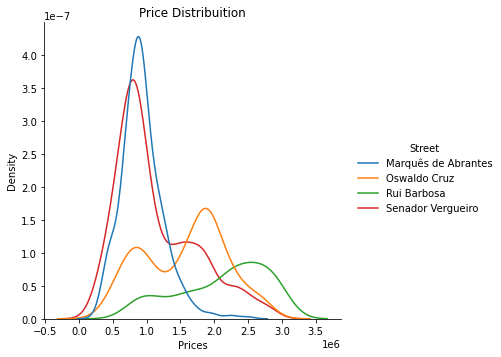 Price Distribuition
1e−7
4.0
3.5
3.0
2.5
2.0
1.5
1.0
0.5
0.0
Density
−0.5 0.0 0.5 1.0 1.5 2.0 2.5 3.0 3.5
1e6
Prices
Street
Marquês de Abrantes
Oswaldo Cruz
Rui Barbosa
Senador Vergueiro